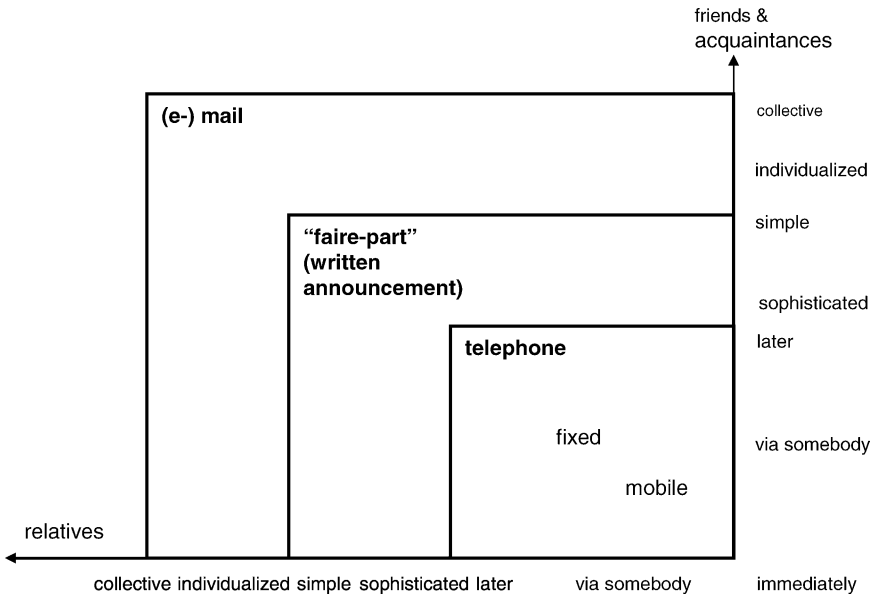 friends &
acquaintances
(e-) mail
collective
individualized
“faire-part”
(written
announcement)
simple
sophisticated
telephone
later
fixed
via somebody
mobile
relatives
collective individualized simple sophisticated later via somebody immediately